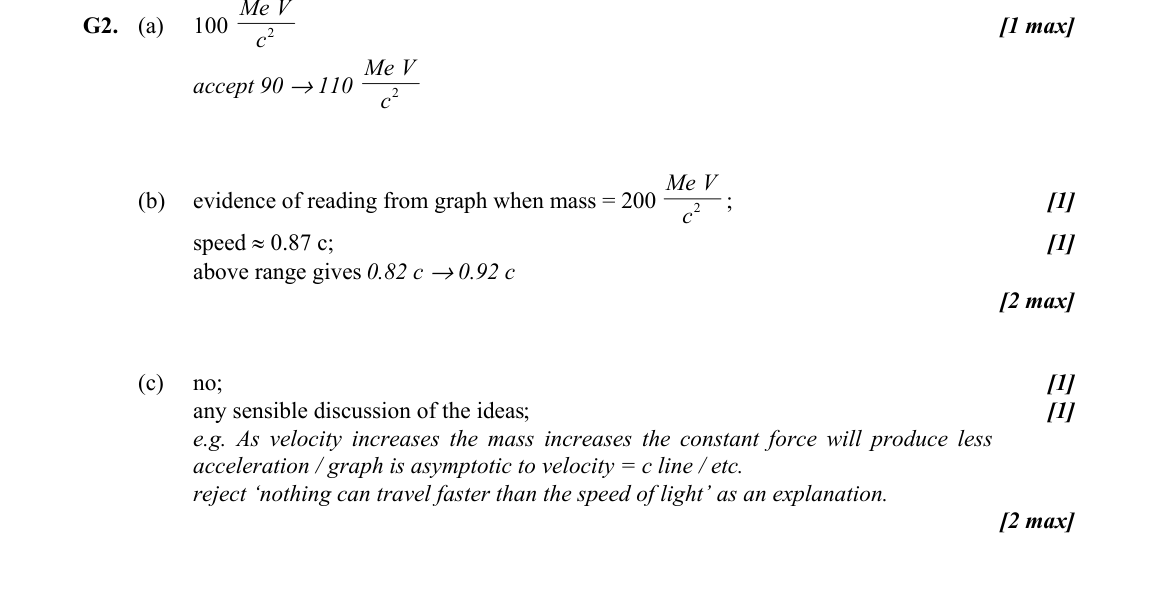 G2. (a) 100 Me V / c² [1 max]
accept 90 → 110 Me V / c²
(b) evidence of reading from graph when mass = 200 Me V / c² ; [1]
speed ≈ 0.87 c; [1]
above range gives 0.82 c → 0.92 c
[2 max]
(c) no; [1]
any sensible discussion of the ideas; [1]
e.g. As velocity increases the mass increases the constant force will produce less
acceleration / graph is asymptotic to velocity = c line / etc.
reject ‘nothing can travel faster than the speed of light’ as an explanation.
[2 max]